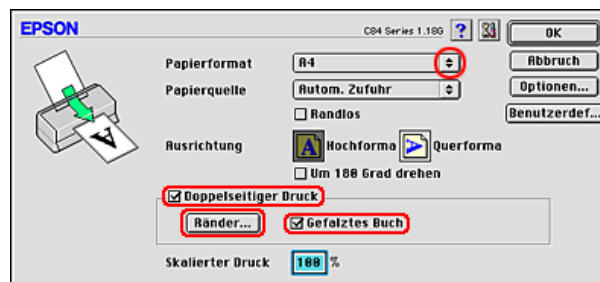 EPSON
C84 Series 1.18G
?
OK
Papierformat
A4
Abbruch
Papierquelle
Autom. Zufuhr
Optionen...
Randlos
Benutzerdef...
Ausrichtung
A
Hochforma
A
Querforma
Um 180 Grad drehen
A
Doppelseitiger Druck
Ränder...
Gefalztes Buch
Skalierter Druck
100 %